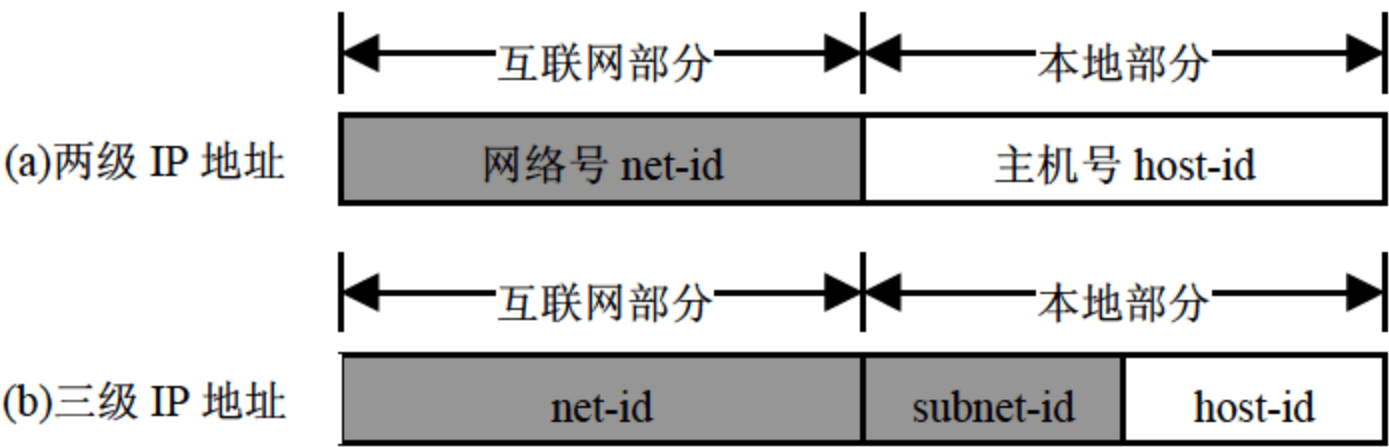 互联网部分 本地部分
(a)两级 IP 地址 网络号 net-id 主机号 host-id
互联网部分 本地部分
(b)三级 IP 地址 net-id subnet-id host-id